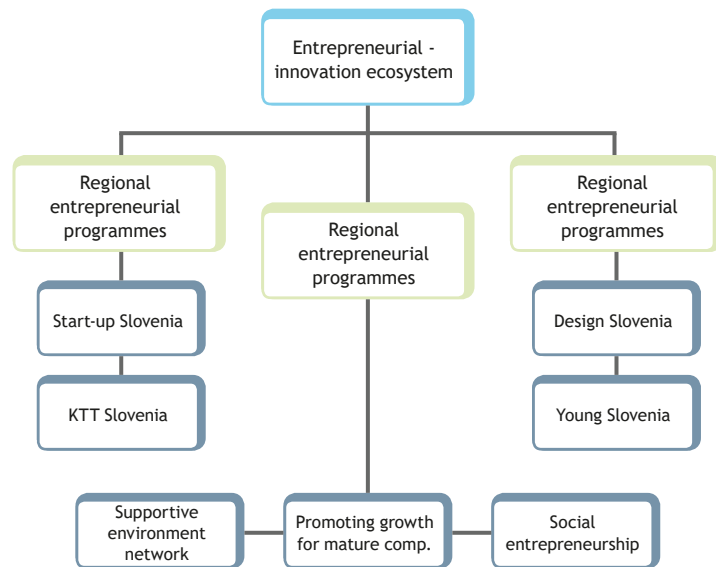 Entrepreneurial -
innovation ecosystem
Regional
entrepreneurial
programmes
Regional
entrepreneurial
programmes
Regional
entrepreneurial
programmes
Start-up Slovenia
Design Slovenia
KTT Slovenia
Young Slovenia
Supportive
environment
network
Promoting growth
for mature comp.
Social
entrepreneurship